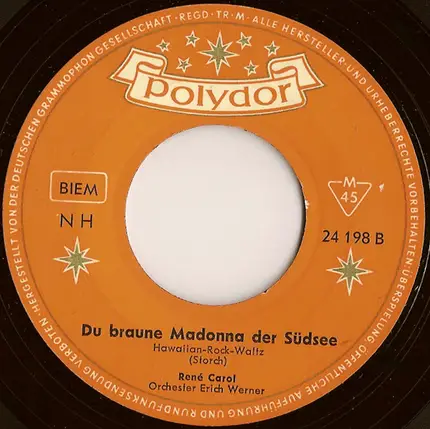 HERGESTELLT VON DER DEUTSCHEN GRAMMOPHON GESELLSCHAFT · REGD · TR · M · ALLE HERSTELLER- UND URHEBERRECHTE VORBEHALTEN · ÜBERSPIELUNG, ÖFFENTLICHE AUFFÜHRUNG UND RUNDFUNKSENDUNG VERBOTEN ·
Polydor
BIEM
M
45
N H
24 198 B
Du braune Madonna der Südsee
Hawaiian-Rock-Waltz
(Storch)
René Carol
Orchester Erich Werner